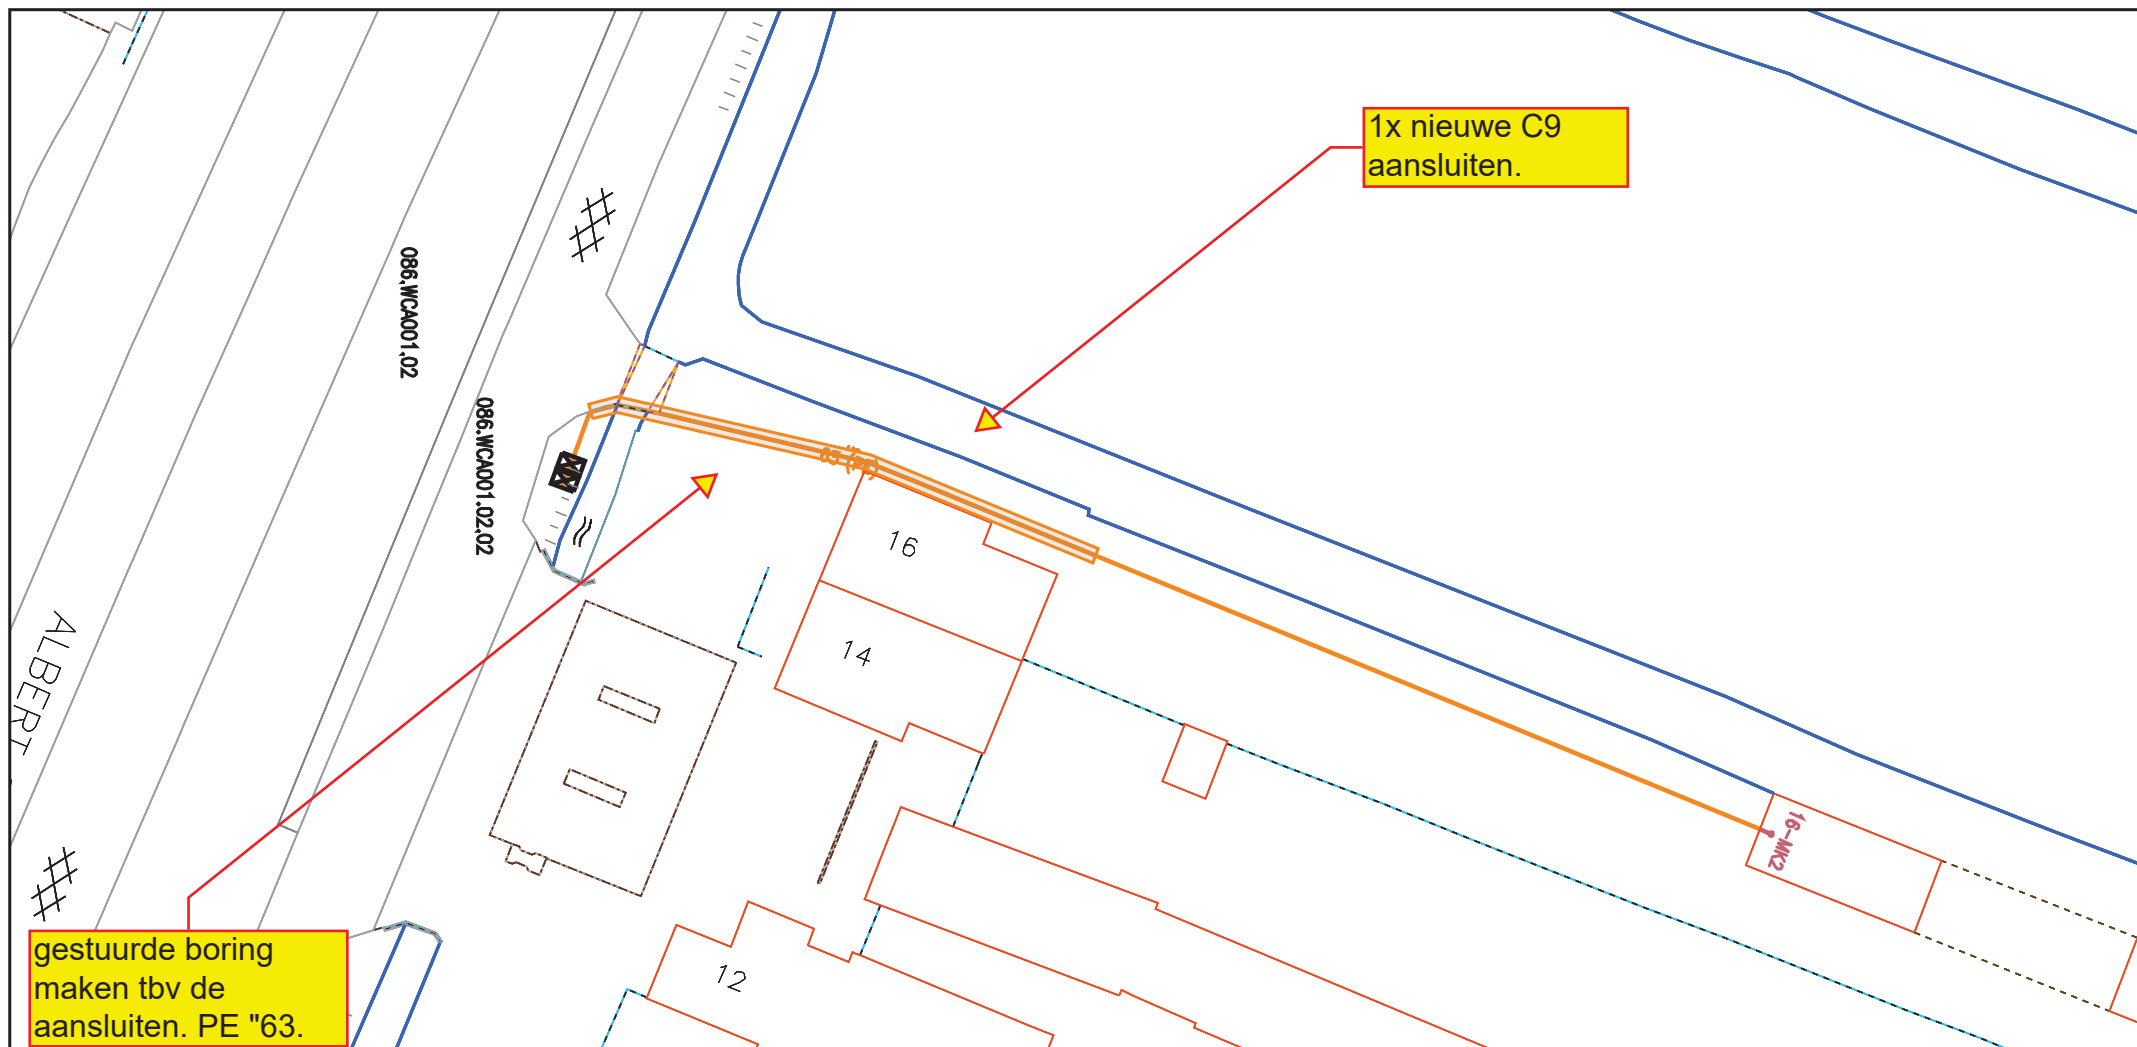 1x nieuwe C9
aansluiten.
086.WCA001.02
086.WCA001.02.02
16
14
ALBERT
16-MK2
12
gestuurde boring
maken tbv de
aansluiten. PE "63.